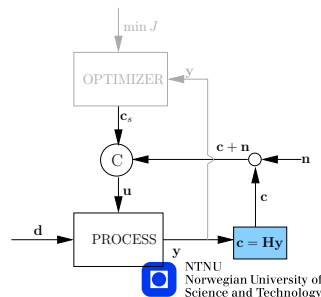 min J
OPTIMIZER
y
c_s
c + n
C
n
u
c
d
PROCESS
y
c = Hy
NTNU
Norwegian University of
Science and Technology